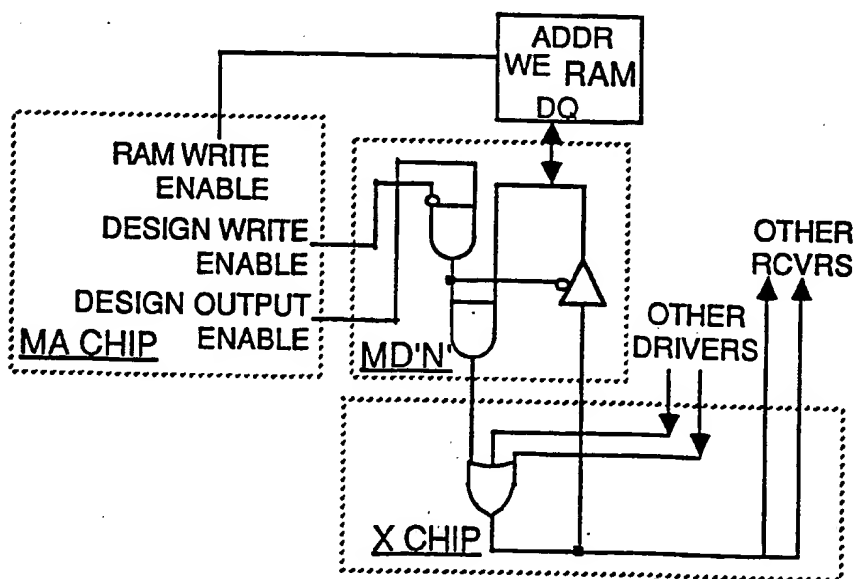 ADDR
WE RAM
DQ
RAM WRITE
ENABLE
DESIGN WRITE
ENABLE
DESIGN OUTPUT
ENABLE
MA CHIP
MD'N'
OTHER
RCVRS
OTHER
DRIVERS
X CHIP